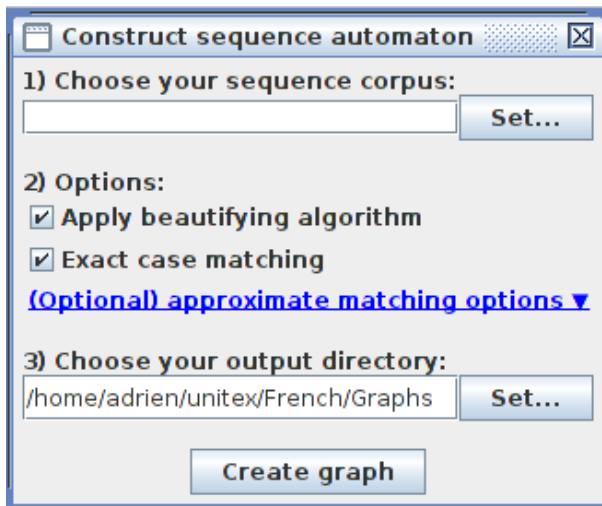 Construct sequence automaton
1) Choose your sequence corpus:
Set...
2) Options:
Apply beautifying algorithm
Exact case matching
(Optional) approximate matching options ▼
3) Choose your output directory:
/home/adrien/unitex/French/Graphs Set...
Create graph